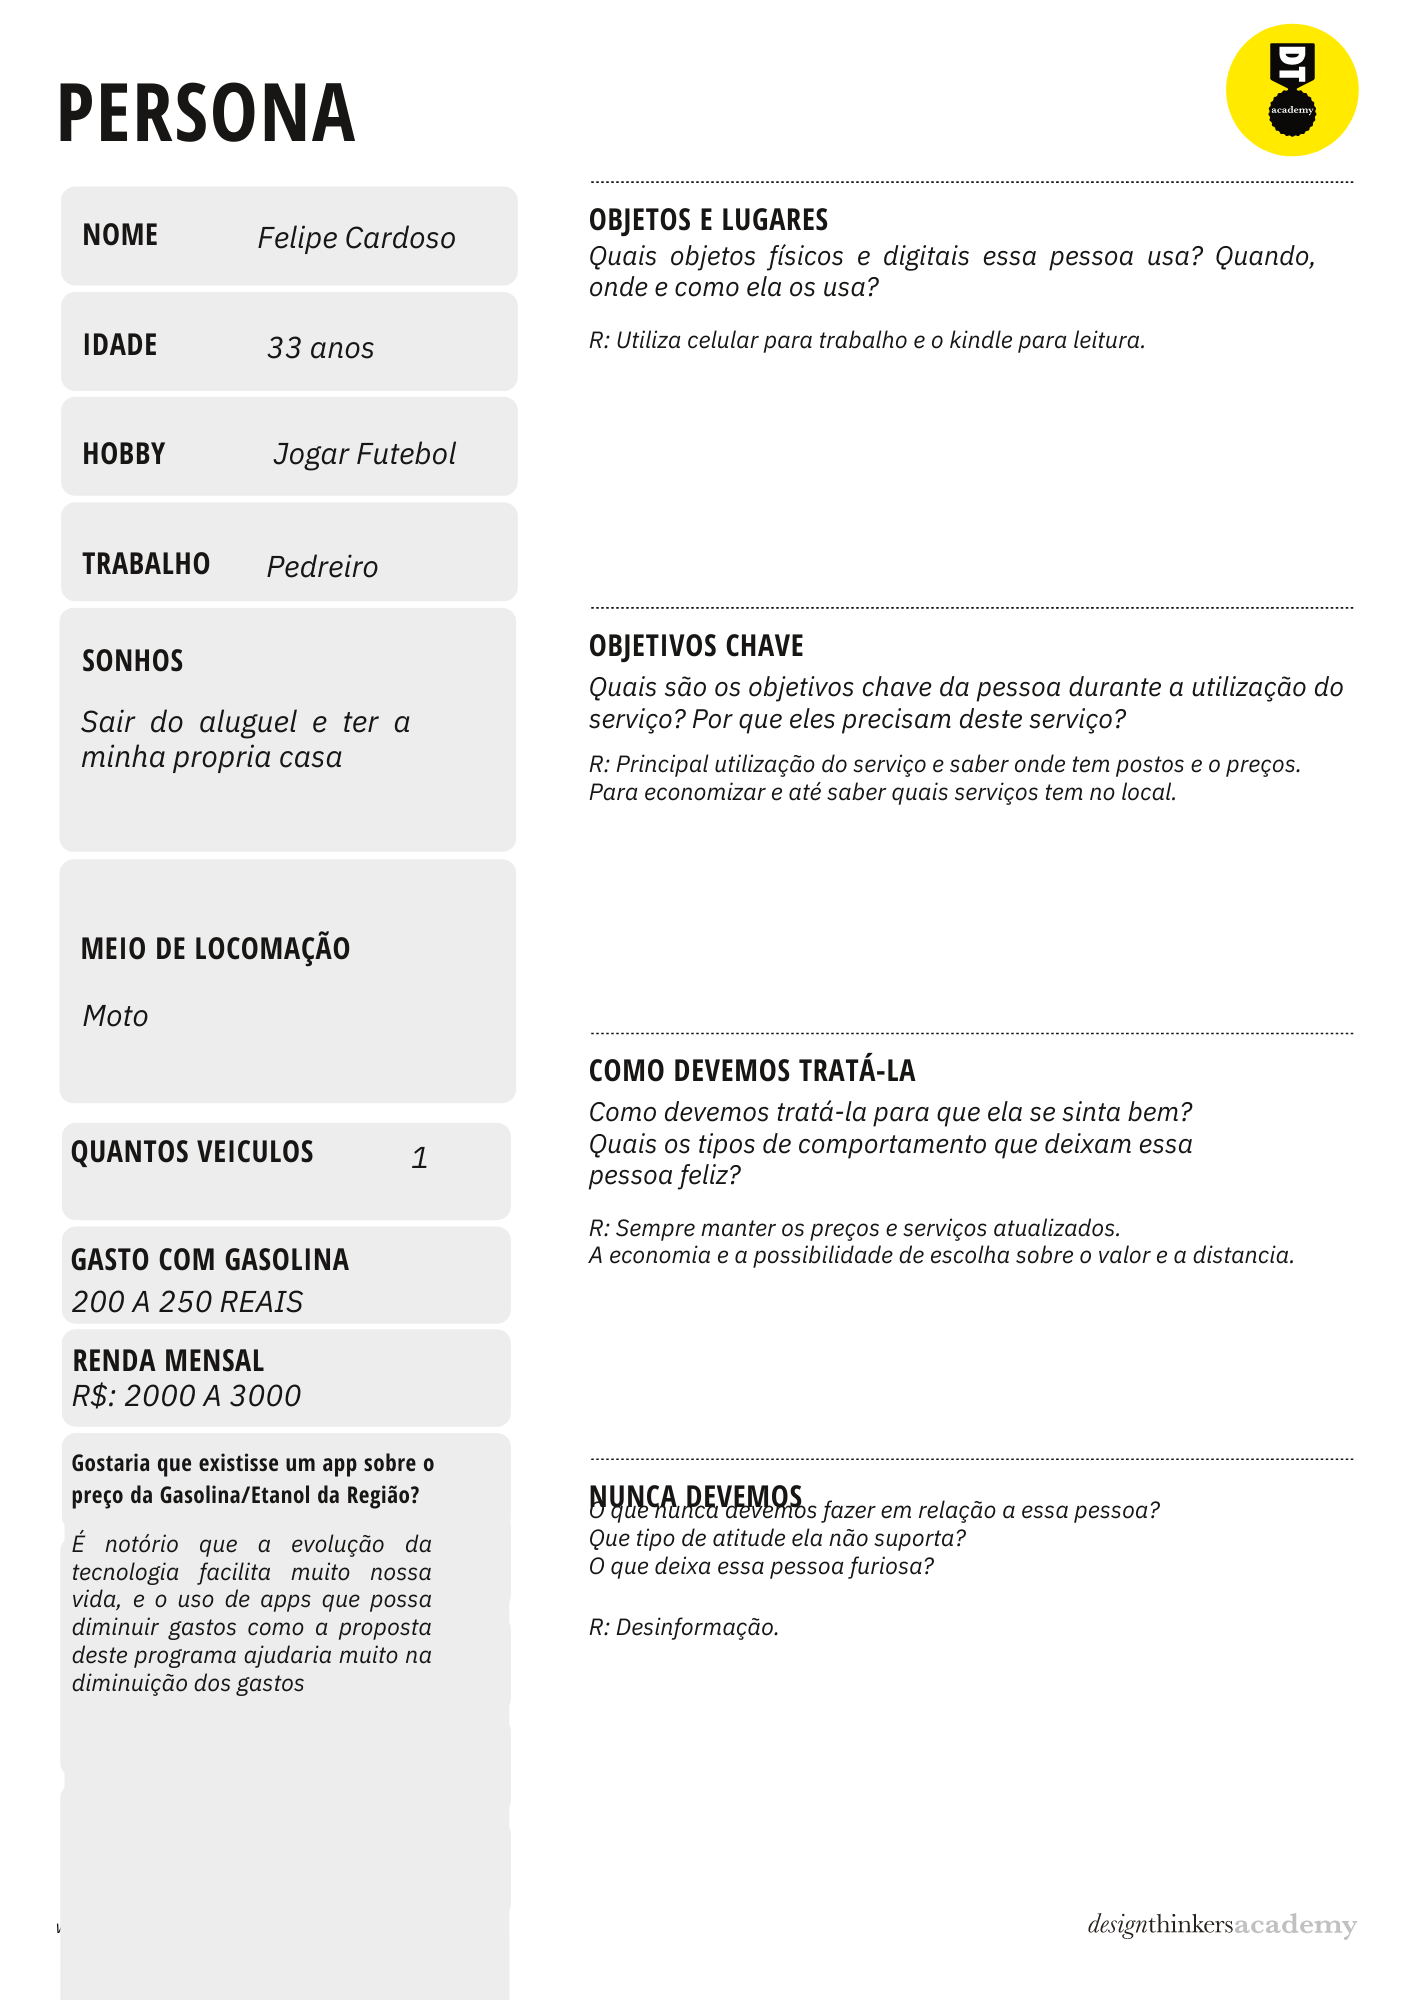 PERSONA
DT
academy
NOME Felipe Cardoso
IDADE 33 anos
HOBBY Jogar Futebol
TRABALHO Pedreiro
SONHOS
Sair do aluguel e ter a
minha propria casa
MEIO DE LOCOMAÇÃO
Moto
QUANTOS VEICULOS 1
GASTO COM GASOLINA
200 A 250 REAIS
RENDA MENSAL
R$: 2000 A 3000
Gostaria que existisse um app sobre o
preço da Gasolina/Etanol da Região?
É notório que a evolução da
tecnologia facilita muito nossa
vida, e o uso de apps que possa
diminuir gastos como a proposta
deste programa ajudaria muito na
diminuição dos gastos
OBJETOS E LUGARES
Quais objetos físicos e digitais essa pessoa usa? Quando,
onde e como ela os usa?
R: Utiliza celular para trabalho e o kindle para leitura.
OBJETIVOS CHAVE
Quais são os objetivos chave da pessoa durante a utilização do
serviço? Por que eles precisam deste serviço?
R: Principal utilização do serviço e saber onde tem postos e o preços.
Para economizar e até saber quais serviços tem no local.
COMO DEVEMOS TRATÁ-LA
Como devemos tratá-la para que ela se sinta bem?
Quais os tipos de comportamento que deixam essa
pessoa feliz?
R: Sempre manter os preços e serviços atualizados.
A economia e a possibilidade de escolha sobre o valor e a distancia.
NUNCA DEVEMOS
O que nunca devemos fazer em relação a essa pessoa?
Que tipo de atitude ela não suporta?
O que deixa essa pessoa furiosa?
R: Desinformação.
designthinkersacademy